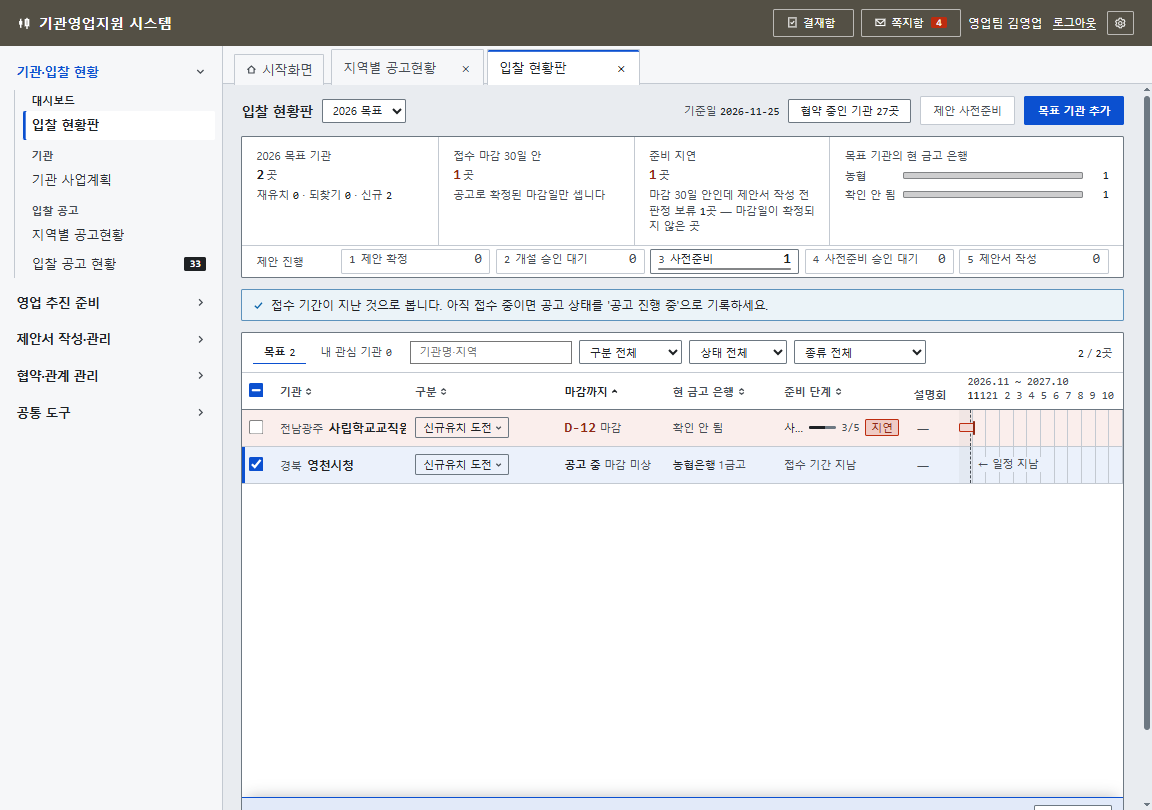 기관영업지원 시스템
결재함
쪽지함 4
영업팀 김영업 로그아웃
기관·입찰 현황
대시보드
입찰 현황판
기관
기관 사업계획
입찰 공고
지역별 공고현황
입찰 공고 현황 33
영업 추진 준비
제안서 작성·관리
협약·관계 관리
공통 도구
시작화면
지역별 공고현황 ×
입찰 현황판 ×
입찰 현황판 2026 목표
기준일 2026-11-25
협약 중인 기관 27곳
제안 사전준비
목표 기관 추가
2026 목표 기관
2 곳
재유치 0 · 되찾기 0 · 신규 2
접수 마감 30일 안
1 곳
공고로 확정된 마감일만 셉니다
준비 지연
1 곳
마감 30일 안인데 제안서 작성 전
판정 보류 1곳 — 마감일이 확정되
지 않은 곳
목표 기관의 현 금고 은행
농협 1
확인 안 됨 1
제안 진행
1 제안 확정 0
2 개설 승인 대기 0
3 사전준비 1
4 사전준비 승인 대기 0
5 제안서 작성 0
접수 기간이 지난 것으로 봅니다. 아직 접수 중이면 공고 상태를 '공고 진행 중'으로 기록하세요.
목표 2
내 관심 기관 0
기관명·지역
구분 전체
상태 전체
종류 전체
2 / 2곳
기관 구분 마감까지 현 금고 은행 준비 단계 설명회
2026.11 ~ 2027.10
11 12 1 2 3 4 5 6 7 8 9 10
전남광주 사립학교교직원 신규유치 도전 D-12 마감 확인 안 됨 사… 3/5 지연 —
경북 영천시청 신규유치 도전 공고 중 마감 미상 농협은행 1금고 접수 기간 지남 — ← 일정 지남